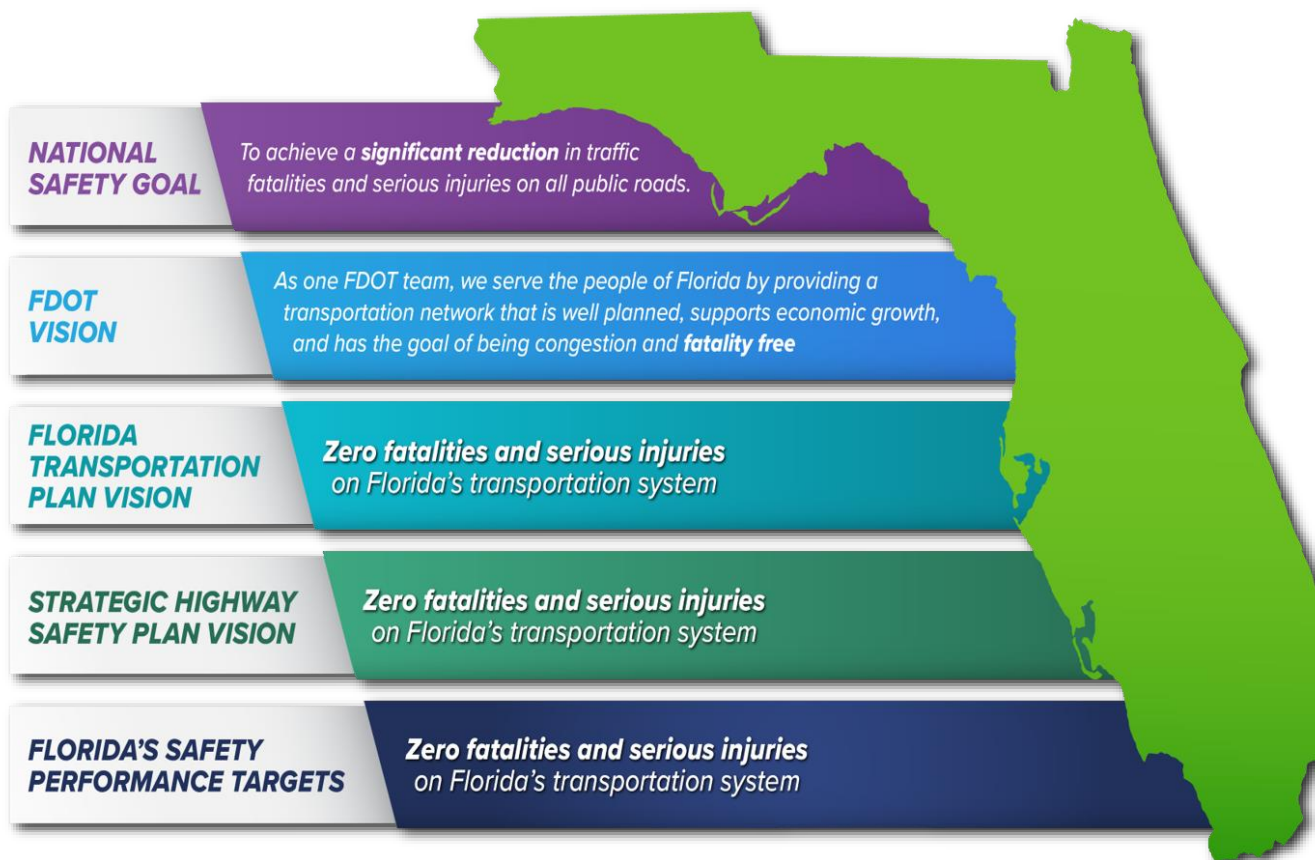 NATIONAL
SAFETY GOAL
To achieve a significant reduction in traffic
fatalities and serious injuries on all public roads.
FDOT
VISION
As one FDOT team, we serve the people of Florida by providing a
transportation network that is well planned, supports economic growth,
and has the goal of being congestion and fatality free
FLORIDA
TRANSPORTATION
PLAN VISION
Zero fatalities and serious injuries
on Florida’s transportation system
STRATEGIC HIGHWAY
SAFETY PLAN VISION
Zero fatalities and serious injuries
on Florida’s transportation system
FLORIDA’S SAFETY
PERFORMANCE TARGETS
Zero fatalities and serious injuries
on Florida’s transportation system